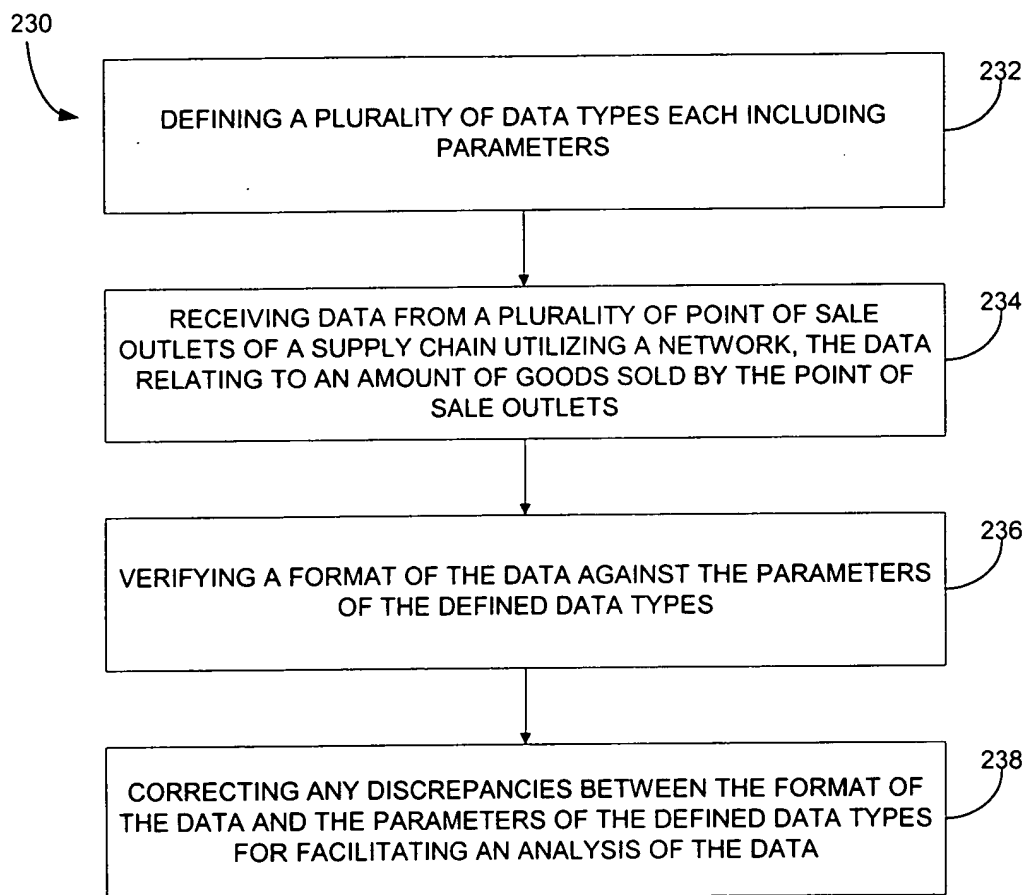 230
232
DEFINING A PLURALITY OF DATA TYPES EACH INCLUDING
PARAMETERS
234
RECEIVING DATA FROM A PLURALITY OF POINT OF SALE
OUTLETS OF A SUPPLY CHAIN UTILIZING A NETWORK, THE DATA
RELATING TO AN AMOUNT OF GOODS SOLD BY THE POINT OF
SALE OUTLETS
236
VERIFYING A FORMAT OF THE DATA AGAINST THE PARAMETERS
OF THE DEFINED DATA TYPES
238
CORRECTING ANY DISCREPANCIES BETWEEN THE FORMAT OF
THE DATA AND THE PARAMETERS OF THE DEFINED DATA TYPES
FOR FACILITATING AN ANALYSIS OF THE DATA